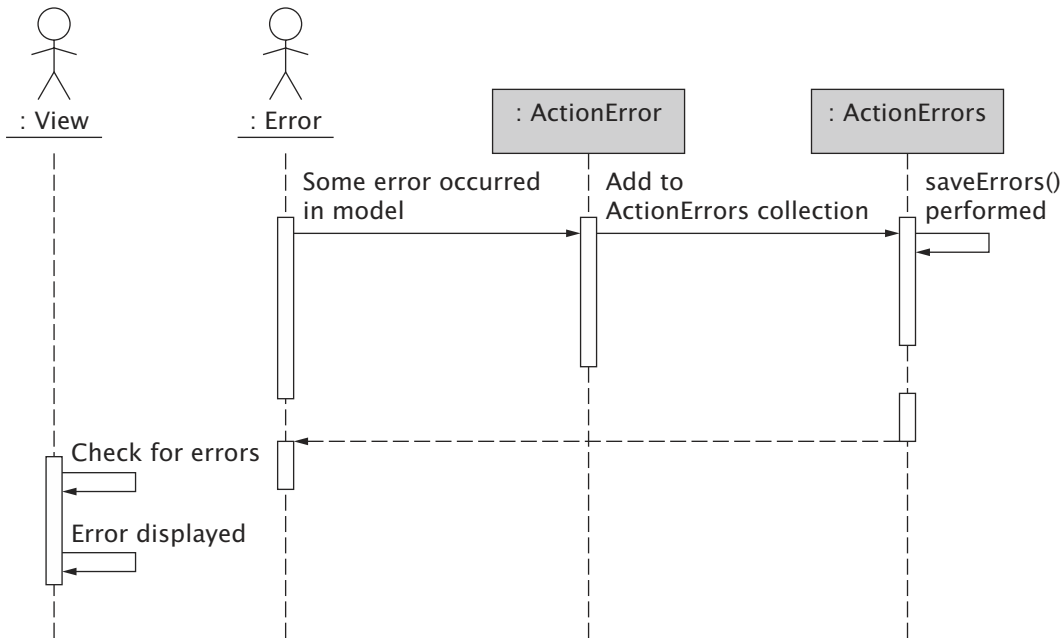 : View
: Error
: ActionError
: ActionErrors
Some error occurred
in model
Add to
ActionErrors collection
saveErrors()
performed
Check for errors
Error displayed